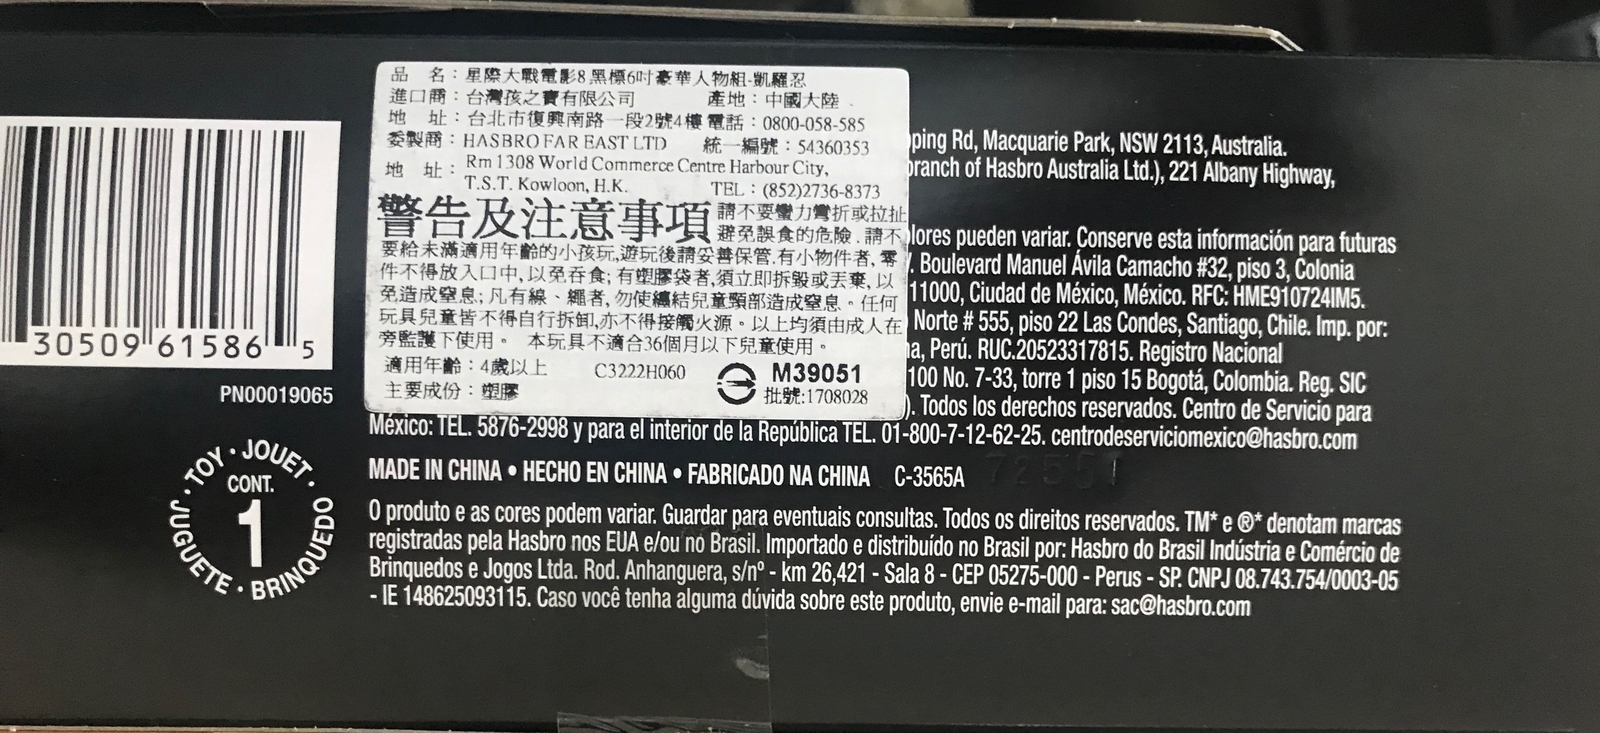 品 名：星際大戰電影8 黑標6吋豪華人物組-凱羅忍
進口商：台灣孩之寶有限公司 產地：中國大陸
地 址：台北市復興南路一段2號4樓 電話：0800-058-585
委製商：HASBRO FAR EAST LTD 統一編號：54360353
地 址：Rm 1308 World Commerce Centre Harbour City,
T.S.T. Kowloon, H.K. TEL：(852)2736-8373
警告及注意事項 請不要蠻力彎折或拉扯
避免誤食的危險，請不
要給未滿適用年齡的小孩玩,遊玩後請妥善保管,有小物件者,零
件不得放入口中,以免吞食;有塑膠袋者,須立即拆毀或丟棄,以
免造成窒息;凡有線、繩者,勿使纏結兒童頸部造成窒息。任何
玩具兒童皆不得自行拆卸,亦不得接觸火源。以上均須由成人在
旁監護下使用。 本玩具不適合36個月以下兒童使用。
適用年齡：4歲以上 C3222H060 M39051
主要成份：塑膠 批號:1708028
pping Rd, Macquarie Park, NSW 2113, Australia.
branch of Hasbro Australia Ltd.), 221 Albany Highway,
lores pueden variar. Conserve esta información para futuras
. Boulevard Manuel Ávila Camacho #32, piso 3, Colonia
11000, Ciudad de México, México. RFC: HME910724IM5.
Norte # 555, piso 22 Las Condes, Santiago, Chile. Imp. por:
a, Perú. RUC.20523317815. Registro Nacional
100 No. 7-33, torre 1 piso 15 Bogotá, Colombia. Reg. SIC
). Todos los derechos reservados. Centro de Servicio para
México: TEL. 5876-2998 y para el interior de la República TEL. 01-800-7-12-62-25. centrodeserviciomexico@hasbro.com
MADE IN CHINA • HECHO EN CHINA • FABRICADO NA CHINA C-3565A
O produto e as cores podem variar. Guardar para eventuais consultas. Todos os direitos reservados. TM* e ®* denotam marcas
registradas pela Hasbro nos EUA e/ou no Brasil. Importado e distribuído no Brasil por: Hasbro do Brasil Indústria e Comércio de
Brinquedos e Jogos Ltda. Rod. Anhanguera, s/nº - km 26,421 - Sala 8 - CEP 05275-000 - Perus - SP. CNPJ 08.743.754/0003-05
- IE 148625093115. Caso você tenha alguma dúvida sobre este produto, envie e-mail para: sac@hasbro.com
30509 61586 5
PN00019065
TOY • JOUET • BRINQUEDO • JUGUETE •
CONT.
1